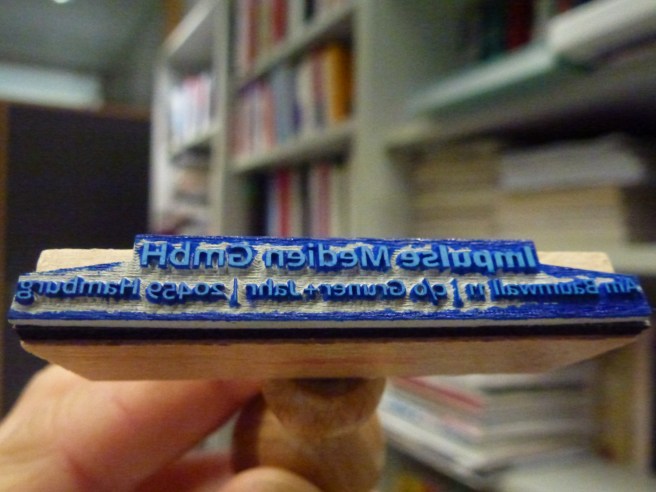 Impulse Medien GmbH
Am Baumwall 11 | c/o Gruner+Jahr | 20459 Hamburg